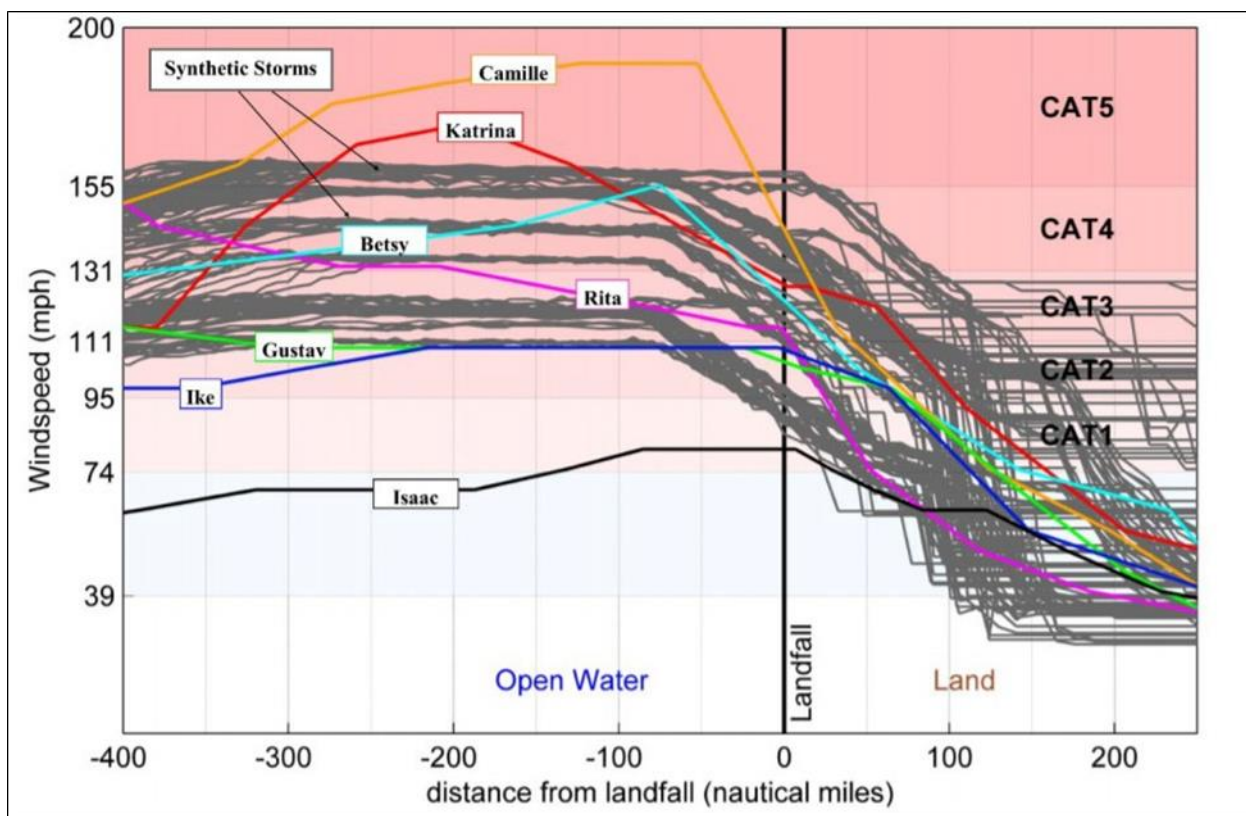 200
155
131
111
95
74
39
Windspeed (mph)
Synthetic Storms
Camille
Katrina
Betsy
Rita
Gustav
Ike
Isaac
CAT5
CAT4
CAT3
CAT2
CAT1
Open Water
Landfall
Land
-400 -300 -200 -100 0 100 200
distance from landfall (nautical miles)